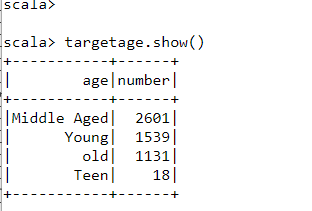 scala>
scala> targetage.show()
+-----------+------+
|        age|number|
+-----------+------+
|Middle Aged|  2601|
|      Young|  1539|
|        old|  1131|
|       Teen|    18|
+-----------+------+